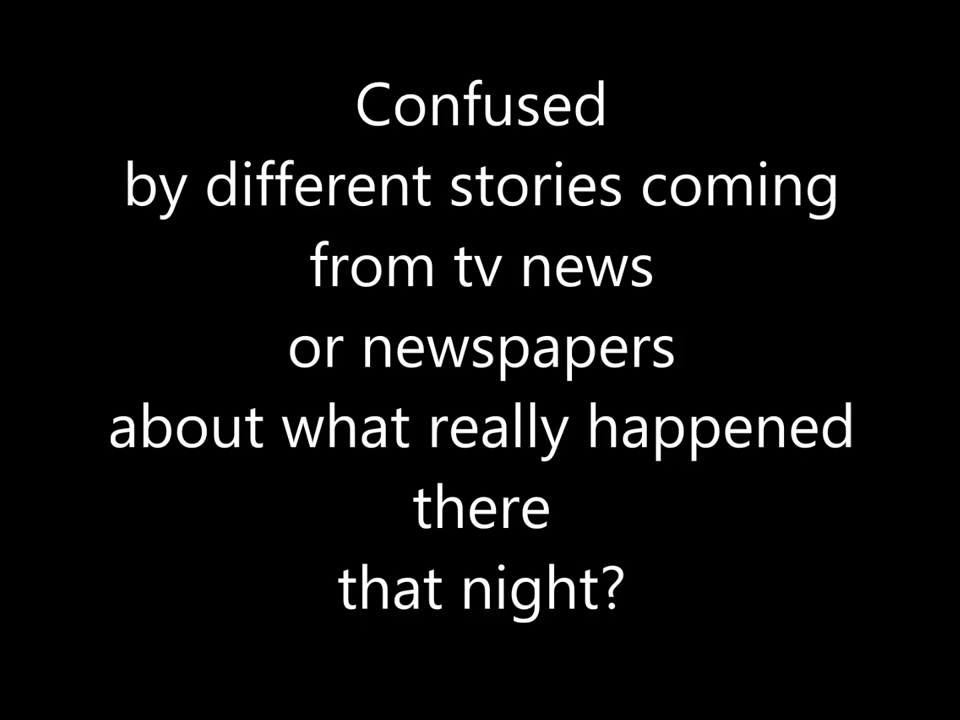 Confused
by different stories coming
from tv news
or newspapers
about what really happened
there
that night?